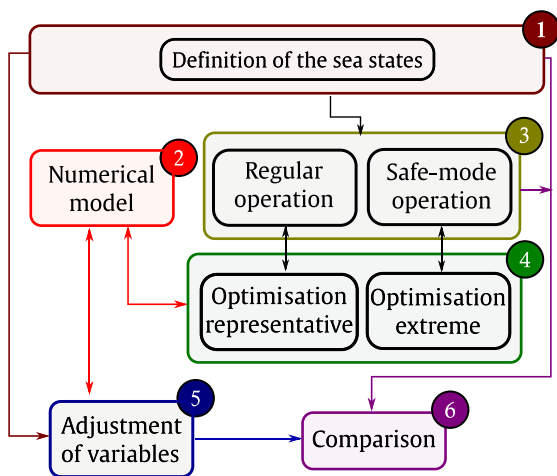 1
Definition of the sea states
3
2
Numerical
model
Regular
operation
Safe-mode
operation
4
Optimisation
representative
Optimisation
extreme
5
Adjustment
of variables
6
Comparison